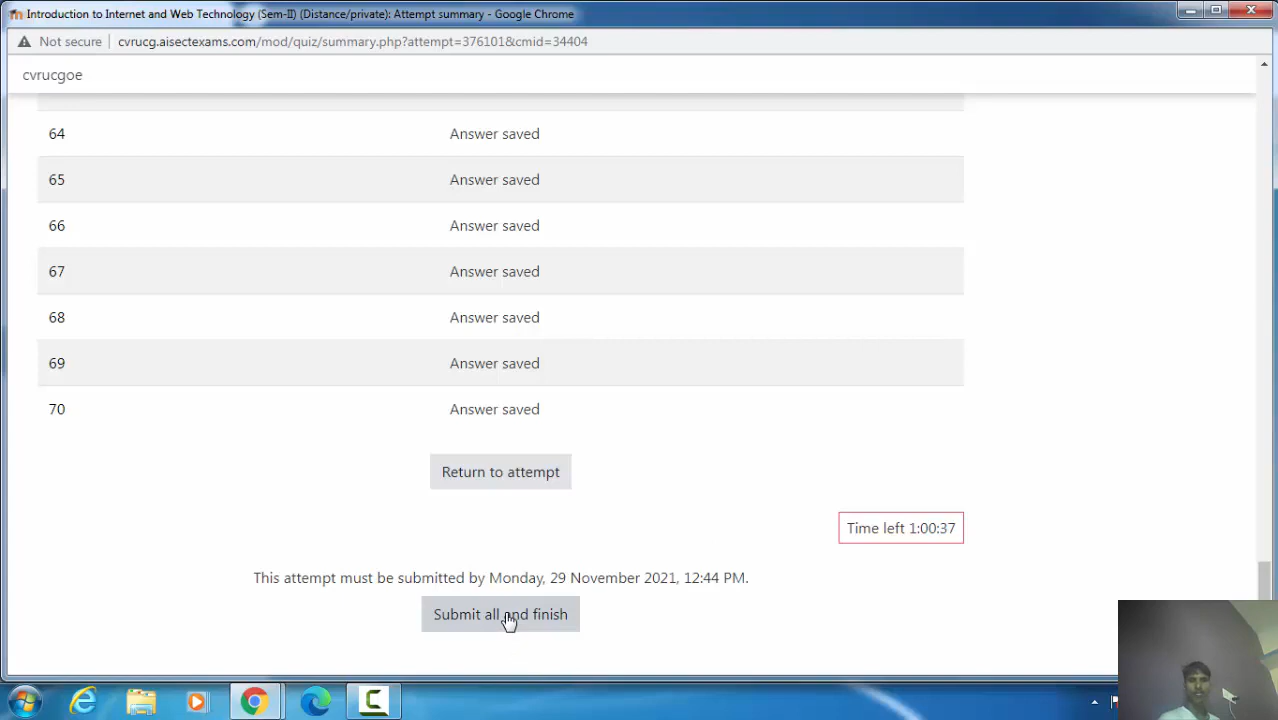 Introduction to Internet and Web Technology (Sem-II) (Distance/private): Attempt summary - Google Chrome
Not secure cvrucg.aisectexams.com/mod/quiz/summary.php?attempt=376101&cmid=34404
cvrucgoe
64 Answer saved
65 Answer saved
66 Answer saved
67 Answer saved
68 Answer saved
69 Answer saved
70 Answer saved
Return to attempt
Time left 1:00:37
This attempt must be submitted by Monday, 29 November 2021, 12:44 PM.
Submit all and finish